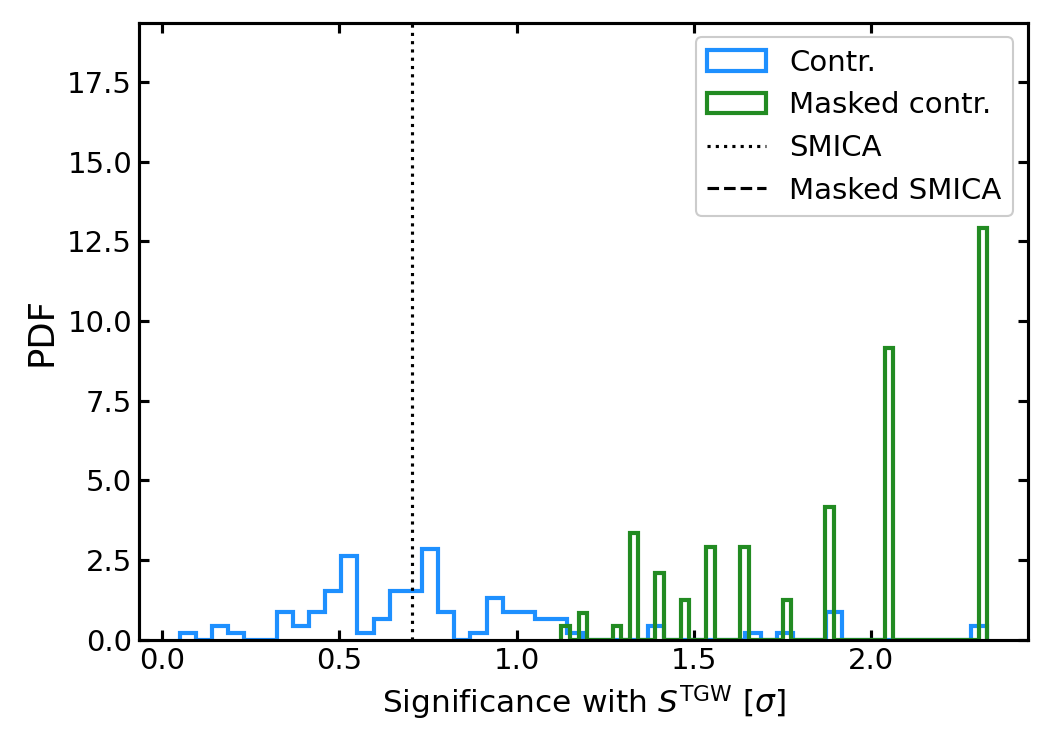 17.5
15.0
12.5
10.0
7.5
5.0
2.5
0.0
PDF
Contr.
Masked contr.
SMICA
Masked SMICA
0.0 0.5 1.0 1.5 2.0
Significance with S^TGW [σ]